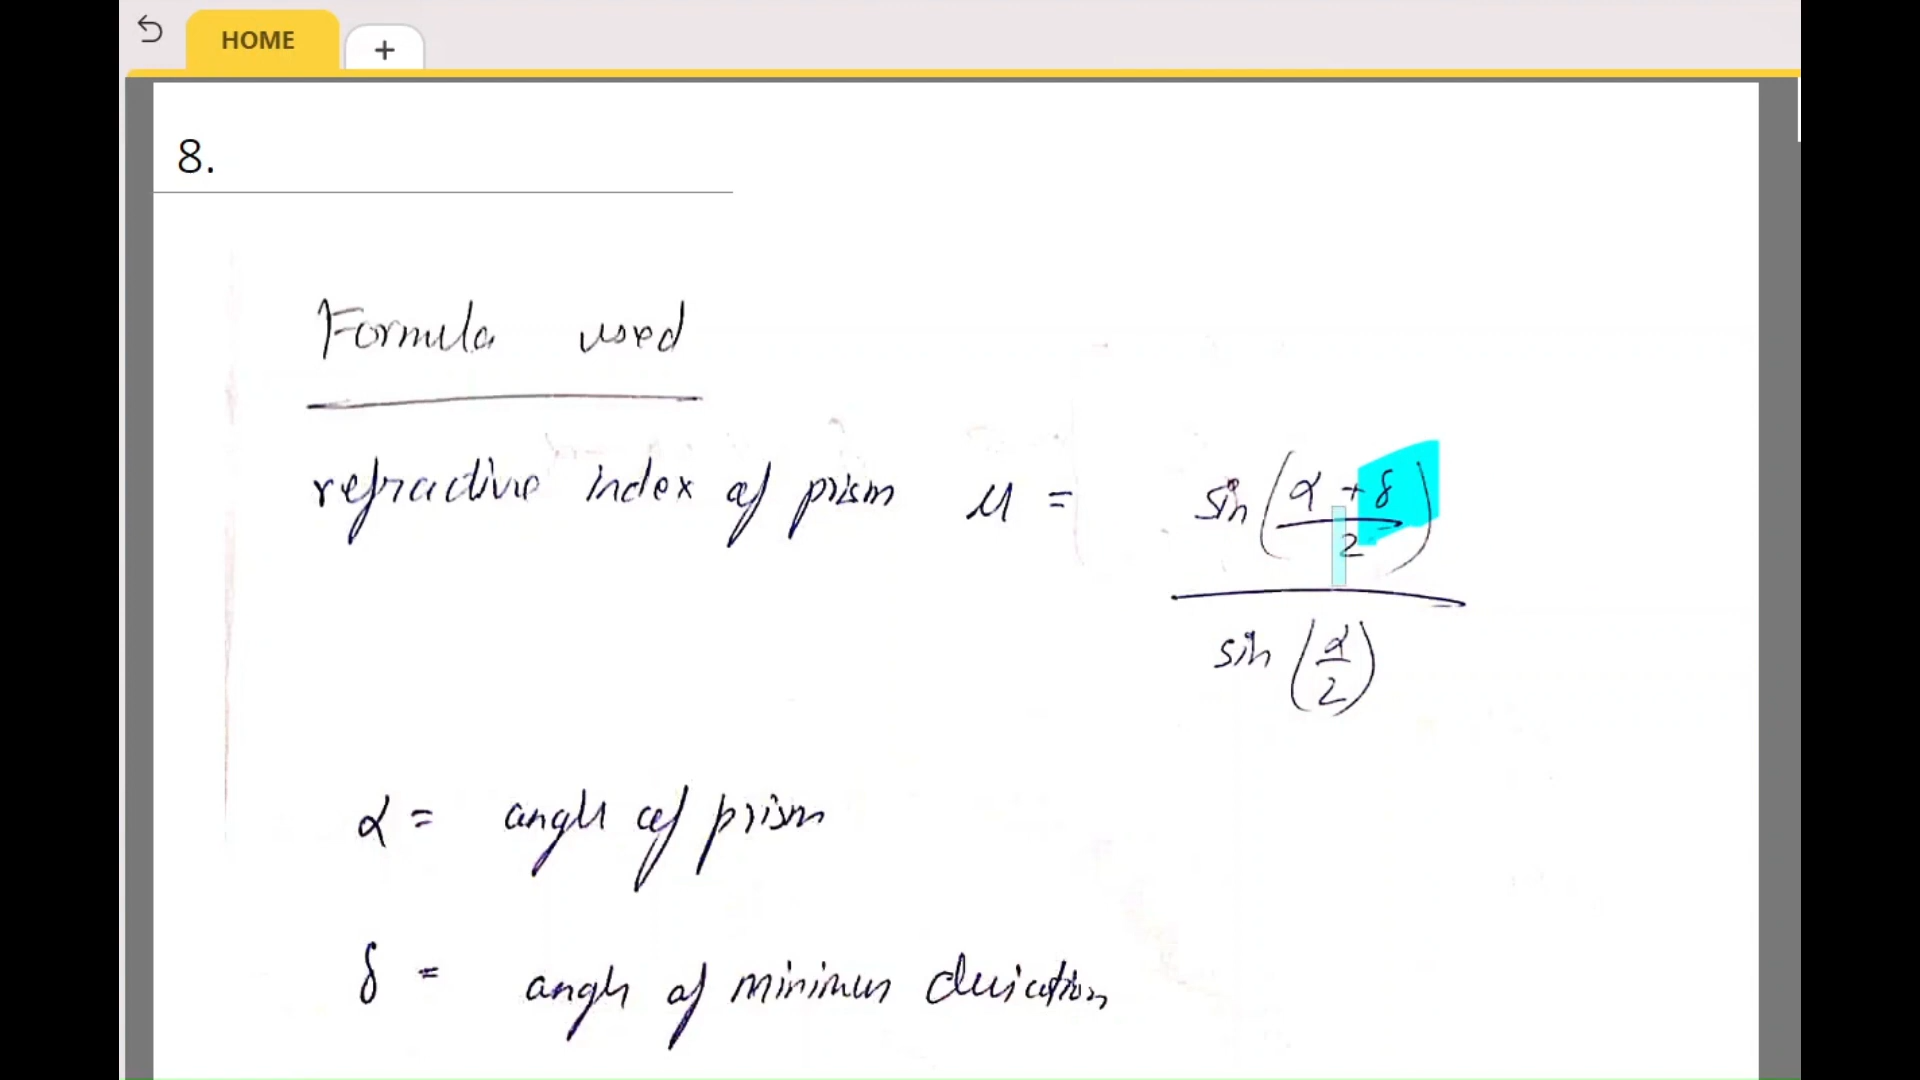 HOME
+
8.
Formula used
refractive index of prism μ = sin(α + δ / 2) / sin(α / 2)
α = angle of prism
δ = angle of minimum deviation